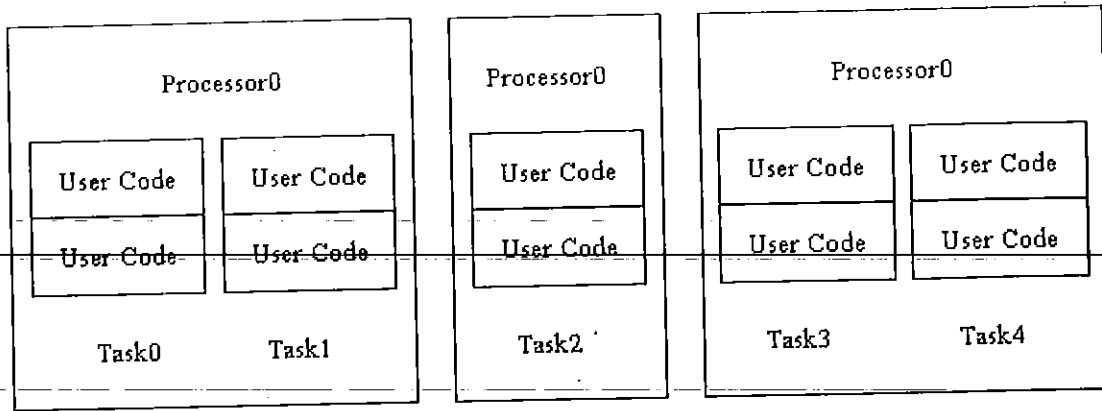 Processor0 Processor0 Processor0
User Code User Code User Code User Code User Code
User Code User Code User Code User Code User Code
Task0 Task1 Task2 Task3 Task4